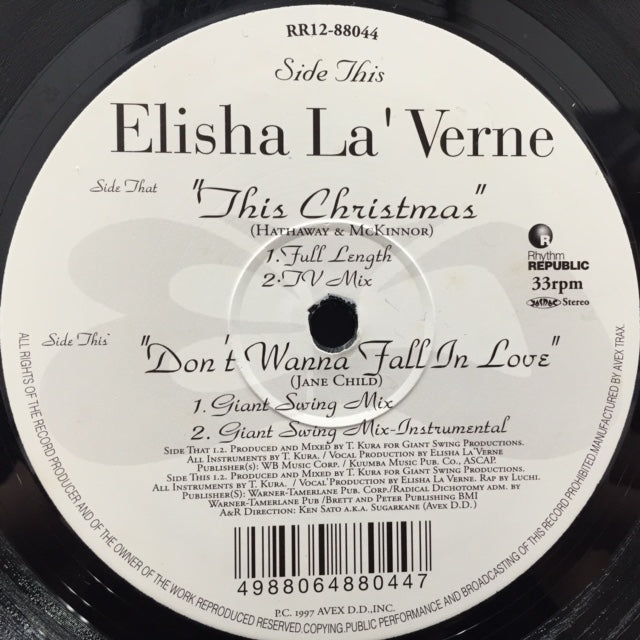 RR12-88044
Side This
Elisha La' Verne
Side That "This Christmas"
(Hathaway & McKinnor)
1. Full Length
2. TV Mix
R
Rhythm
REPUBLIC
33rpm
Stereo
Side This "Don't Wanna Fall In Love"
(Jane Child)
1. Giant Swing Mix
2. Giant Swing Mix-Instrumental
Side That 1.2. Produced and Mixed by T. Kura for Giant Swing Productions.
All Instruments by T. Kura / Vocal Production by Elisha La' Verne
Publisher(s): WB Music Corp. / Kuumba Music Pub. Co., ASCAP.
Side This 1.2. Produced and Mixed by T. Kura for Giant Swing Productions.
All Instruments by T. Kura. / Vocal Production by Elisha La Verne. Rap by Luchi.
Publisher(s): Warner-Tamerlane Pub. Corp./Radical Dichotomy adm. by
Warner-Tamerlane Pub /Brett and Peter Publishing BMI
A&R Direction: Ken Sato a.k.a. Sugarkane (Avex D.D.)
4988064880447
P.C. 1997 AVEX D.D.,INC.
ALL RIGHTS OF THE RECORD PRODUCER AND OF THE OWNER OF THE WORK REPRODUCED RESERVED.COPYING.PUBLIC PERFORMANCE AND BROADCASTING OF THIS RECORD PROHIBITED.MANUFACTURED BY AVEX TRAX.